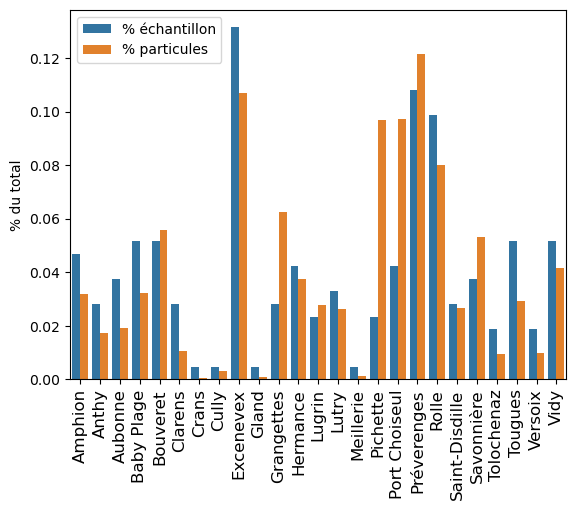 % échantillon
% particules
% du total
0.12
0.10
0.08
0.06
0.04
0.02
0.00
Amphion
Anthy
Aubonne
Baby Plage
Bouveret
Clarens
Crans
Cully
Excenevex
Gland
Grangettes
Hermance
Lugrin
Lutry
Meillerie
Pichette
Port Choiseul
Préverenges
Rolle
Saint-Disdille
Savonnière
Tolochenaz
Tougues
Versoix
Vidy